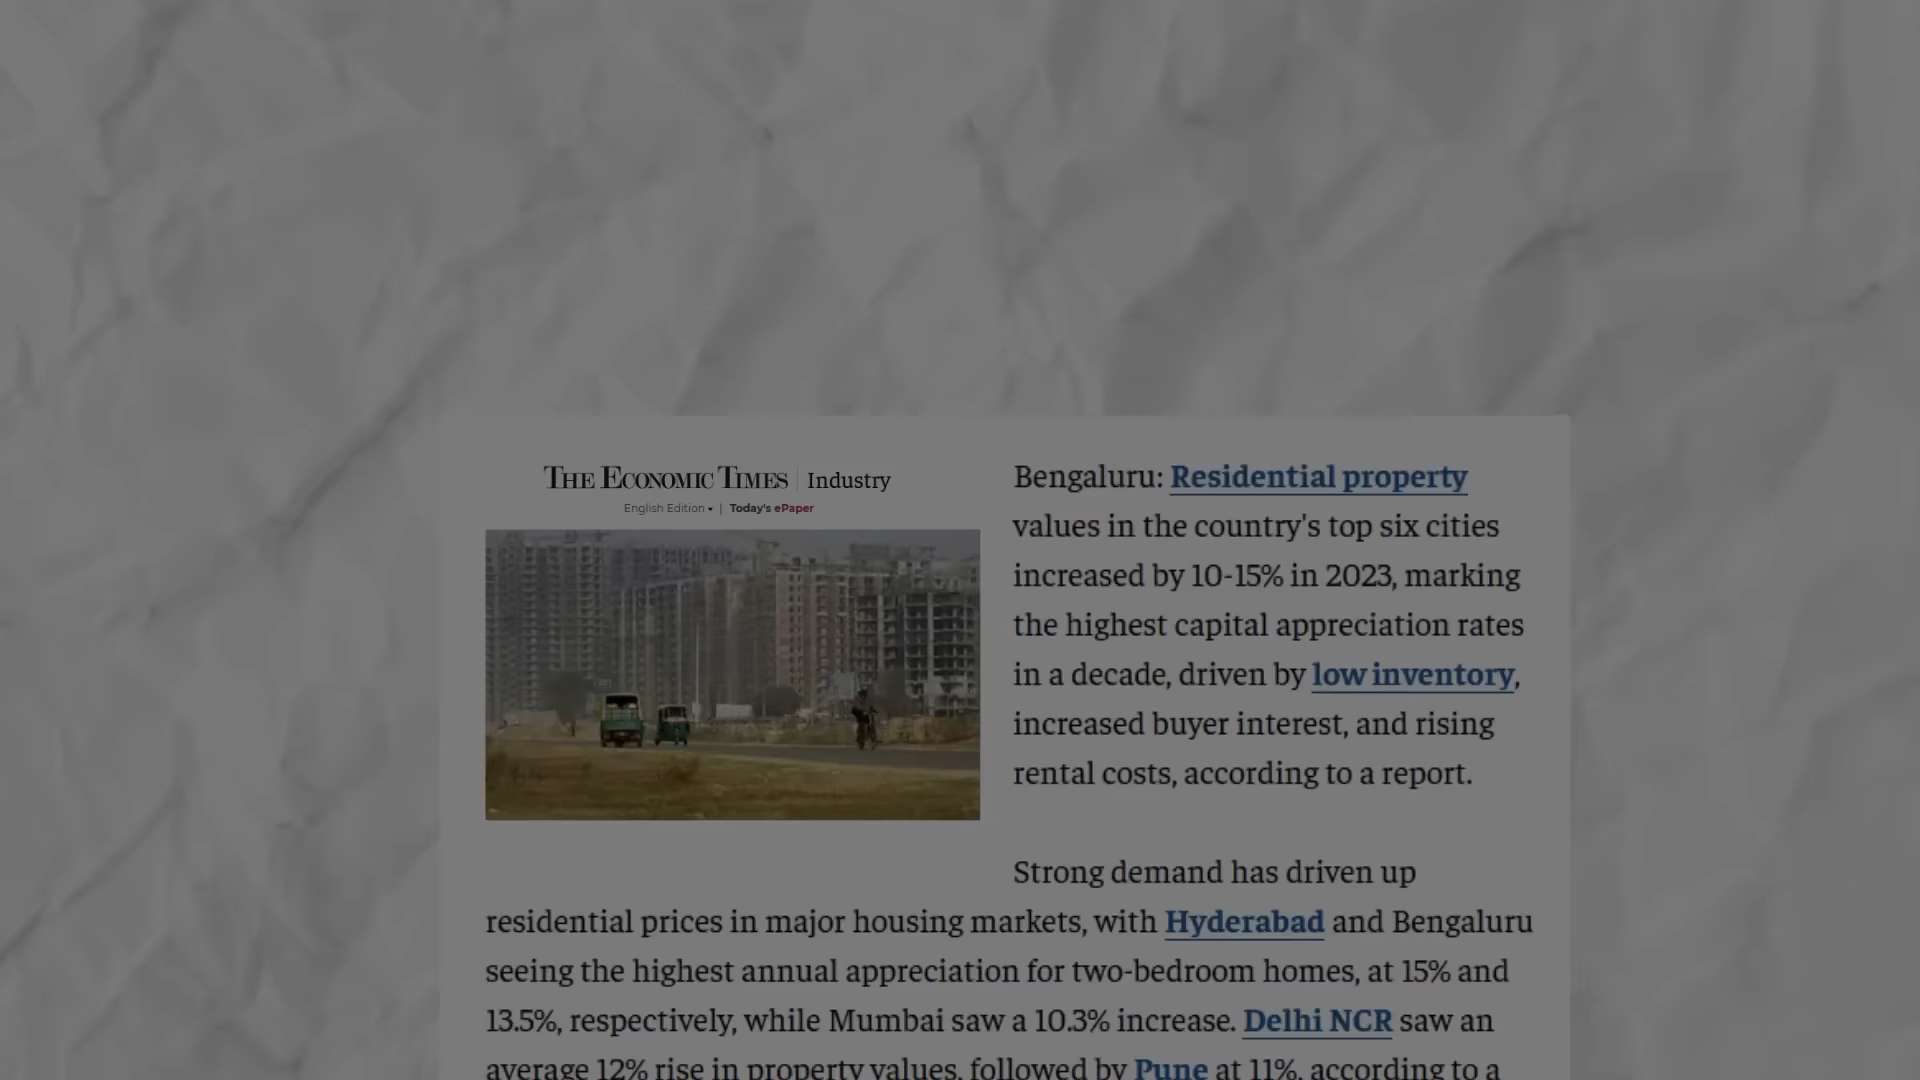 THE ECONOMIC TIMES | Industry
English Edition | Today's ePaper
Bengaluru: Residential property
values in the country's top six cities
increased by 10-15% in 2023, marking
the highest capital appreciation rates
in a decade, driven by low inventory,
increased buyer interest, and rising
rental costs, according to a report.
Strong demand has driven up
residential prices in major housing markets, with Hyderabad and Bengaluru
seeing the highest annual appreciation for two-bedroom homes, at 15% and
13.5%, respectively, while Mumbai saw a 10.3% increase. Delhi NCR saw an
average 12% rise in property values, followed by Pune at 11%, according to a